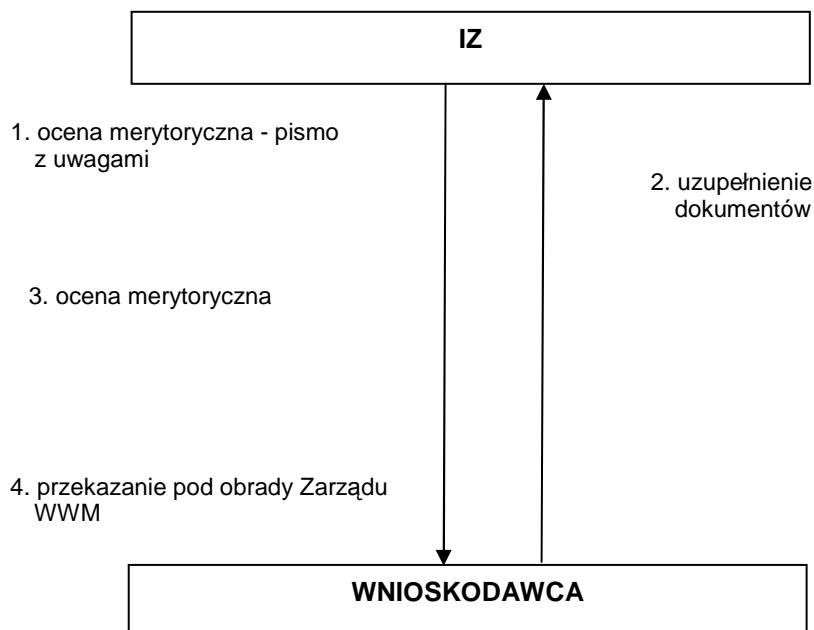 IZ
1. ocena merytoryczna - pismo
z uwagami
2. uzupełnienie
dokumentów
3. ocena merytoryczna
4. przekazanie pod obrady Zarządu
WWM
WNIOSKODAWCA